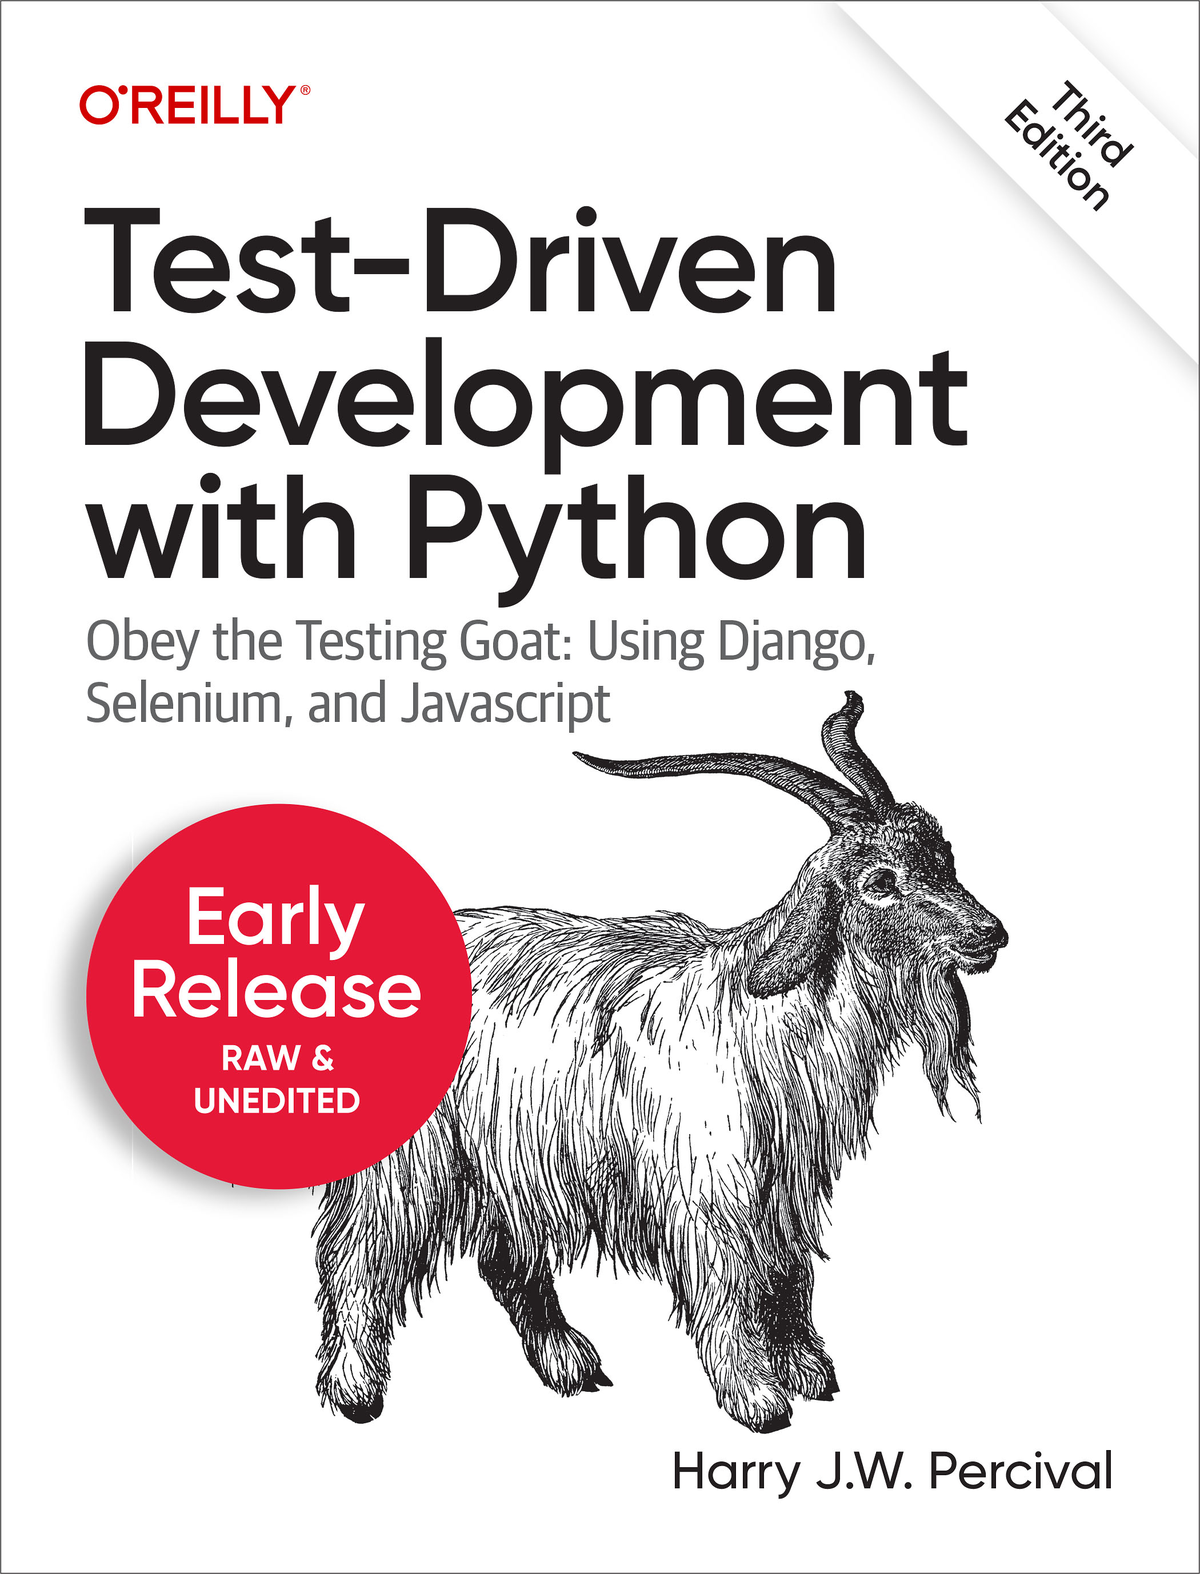 O'REILLY®
Third
Edition
Test-Driven
Development
with Python
Obey the Testing Goat: Using Django,
Selenium, and Javascript
Early
Release
RAW &
UNEDITED
Harry J.W. Percival